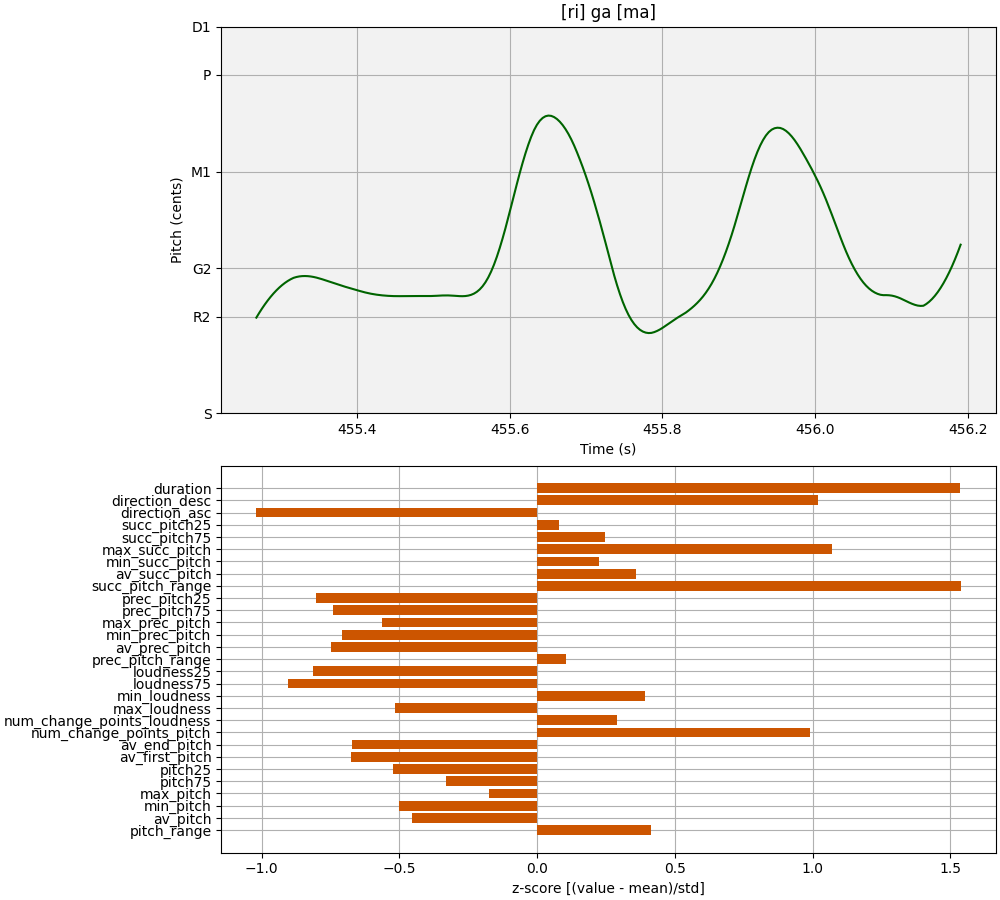 [ri] ga [ma]
D1
P
M1
G2
R2
S
Pitch (cents)
455.4 455.6 455.8 456.0 456.2
Time (s)
duration
direction_desc
direction_asc
succ_pitch25
succ_pitch75
max_succ_pitch
min_succ_pitch
av_succ_pitch
succ_pitch_range
prec_pitch25
prec_pitch75
max_prec_pitch
min_prec_pitch
av_prec_pitch
prec_pitch_range
loudness25
loudness75
min_loudness
max_loudness
num_change_points_loudness
num_change_points_pitch
av_end_pitch
av_first_pitch
pitch25
pitch75
max_pitch
min_pitch
av_pitch
pitch_range
−1.0 −0.5 0.0 0.5 1.0 1.5
z-score [(value - mean)/std]